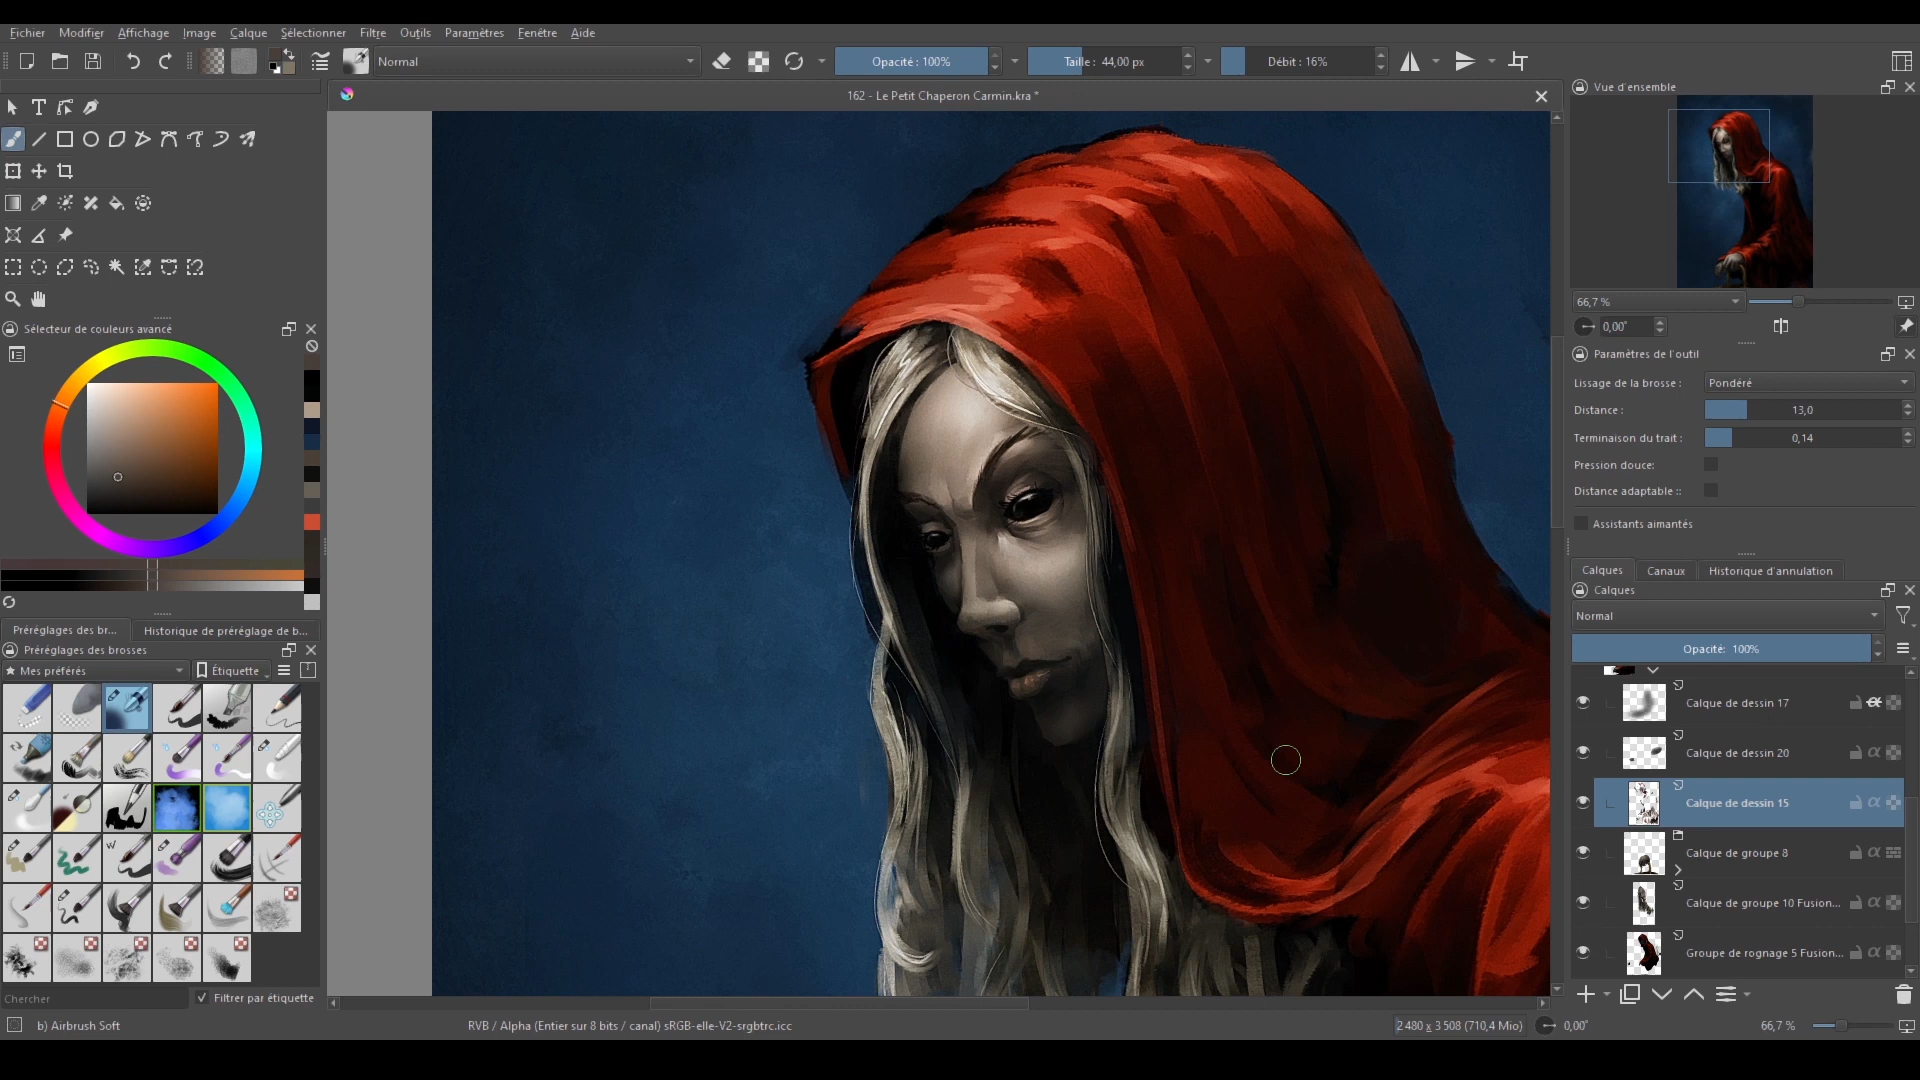 Fichier Modifier Affichage Image Calque Sélectionner Filtre Outils Paramètres Fenêtre Aide
Normal
Opacité : 100%
Taille : 44,00 px
Débit : 16%
162 - Le Petit Chaperon Carmin.kra *
Vue d'ensemble
66,7 %
0,00°
Paramètres de l'outil
Lissage de la brosse :
Pondéré
Distance :
13,0
Terminaison du trait :
0,14
Pression douce:
Distance adaptable ::
Assistants aimantés
Sélecteur de couleurs avancé
Préréglages des br...
Historique de préréglage de b...
Préréglages des brosses
Mes préférés
Étiquette
Chercher
Filtrer par étiquette
Calques
Canaux
Historique d'annulation
Calques
Normal
Opacité: 100%
Calque de dessin 17
Calque de dessin 20
Calque de dessin 15
Calque de groupe 8
Calque de groupe 10 Fusion...
Groupe de rognage 5 Fusion...
b) Airbrush Soft
RVB / Alpha (Entier sur 8 bits / canal) sRGB-elle-V2-srgbtrc.icc
2 480 x 3 508 (710,4 Mio)
0,00°
66,7 %